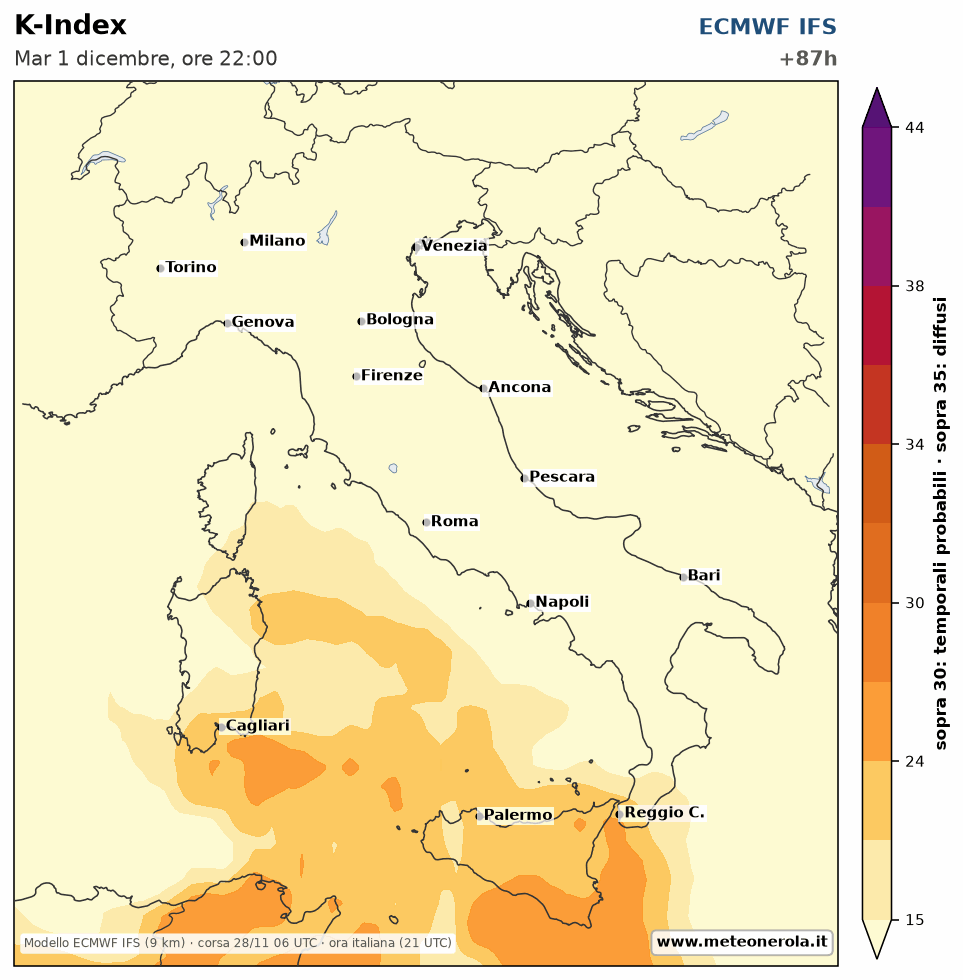 K-Index
ECMWF IFS
Mar 1 dicembre, ore 22:00
+87h
44
38
34
30
24
15
sopra 30: temporali probabili · sopra 35: diffusi
Milano
Venezia
Torino
Genova
Bologna
Firenze
Ancona
Pescara
Roma
Bari
Napoli
Cagliari
Palermo
Reggio C.
Modello ECMWF IFS (9 km) · corsa 28/11 06 UTC · ora italiana (21 UTC)
www.meteonerola.it